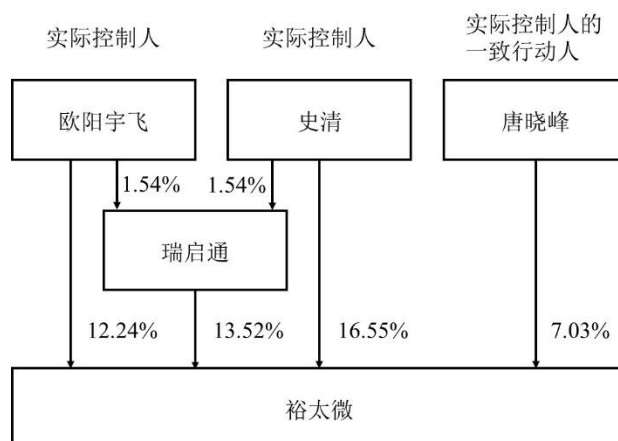 实际控制人
实际控制人
实际控制人的
一致行动人
欧阳宇飞
史清
唐晓峰
1.54%
1.54%
瑞启通
12.24%
13.52%
16.55%
7.03%
裕太微